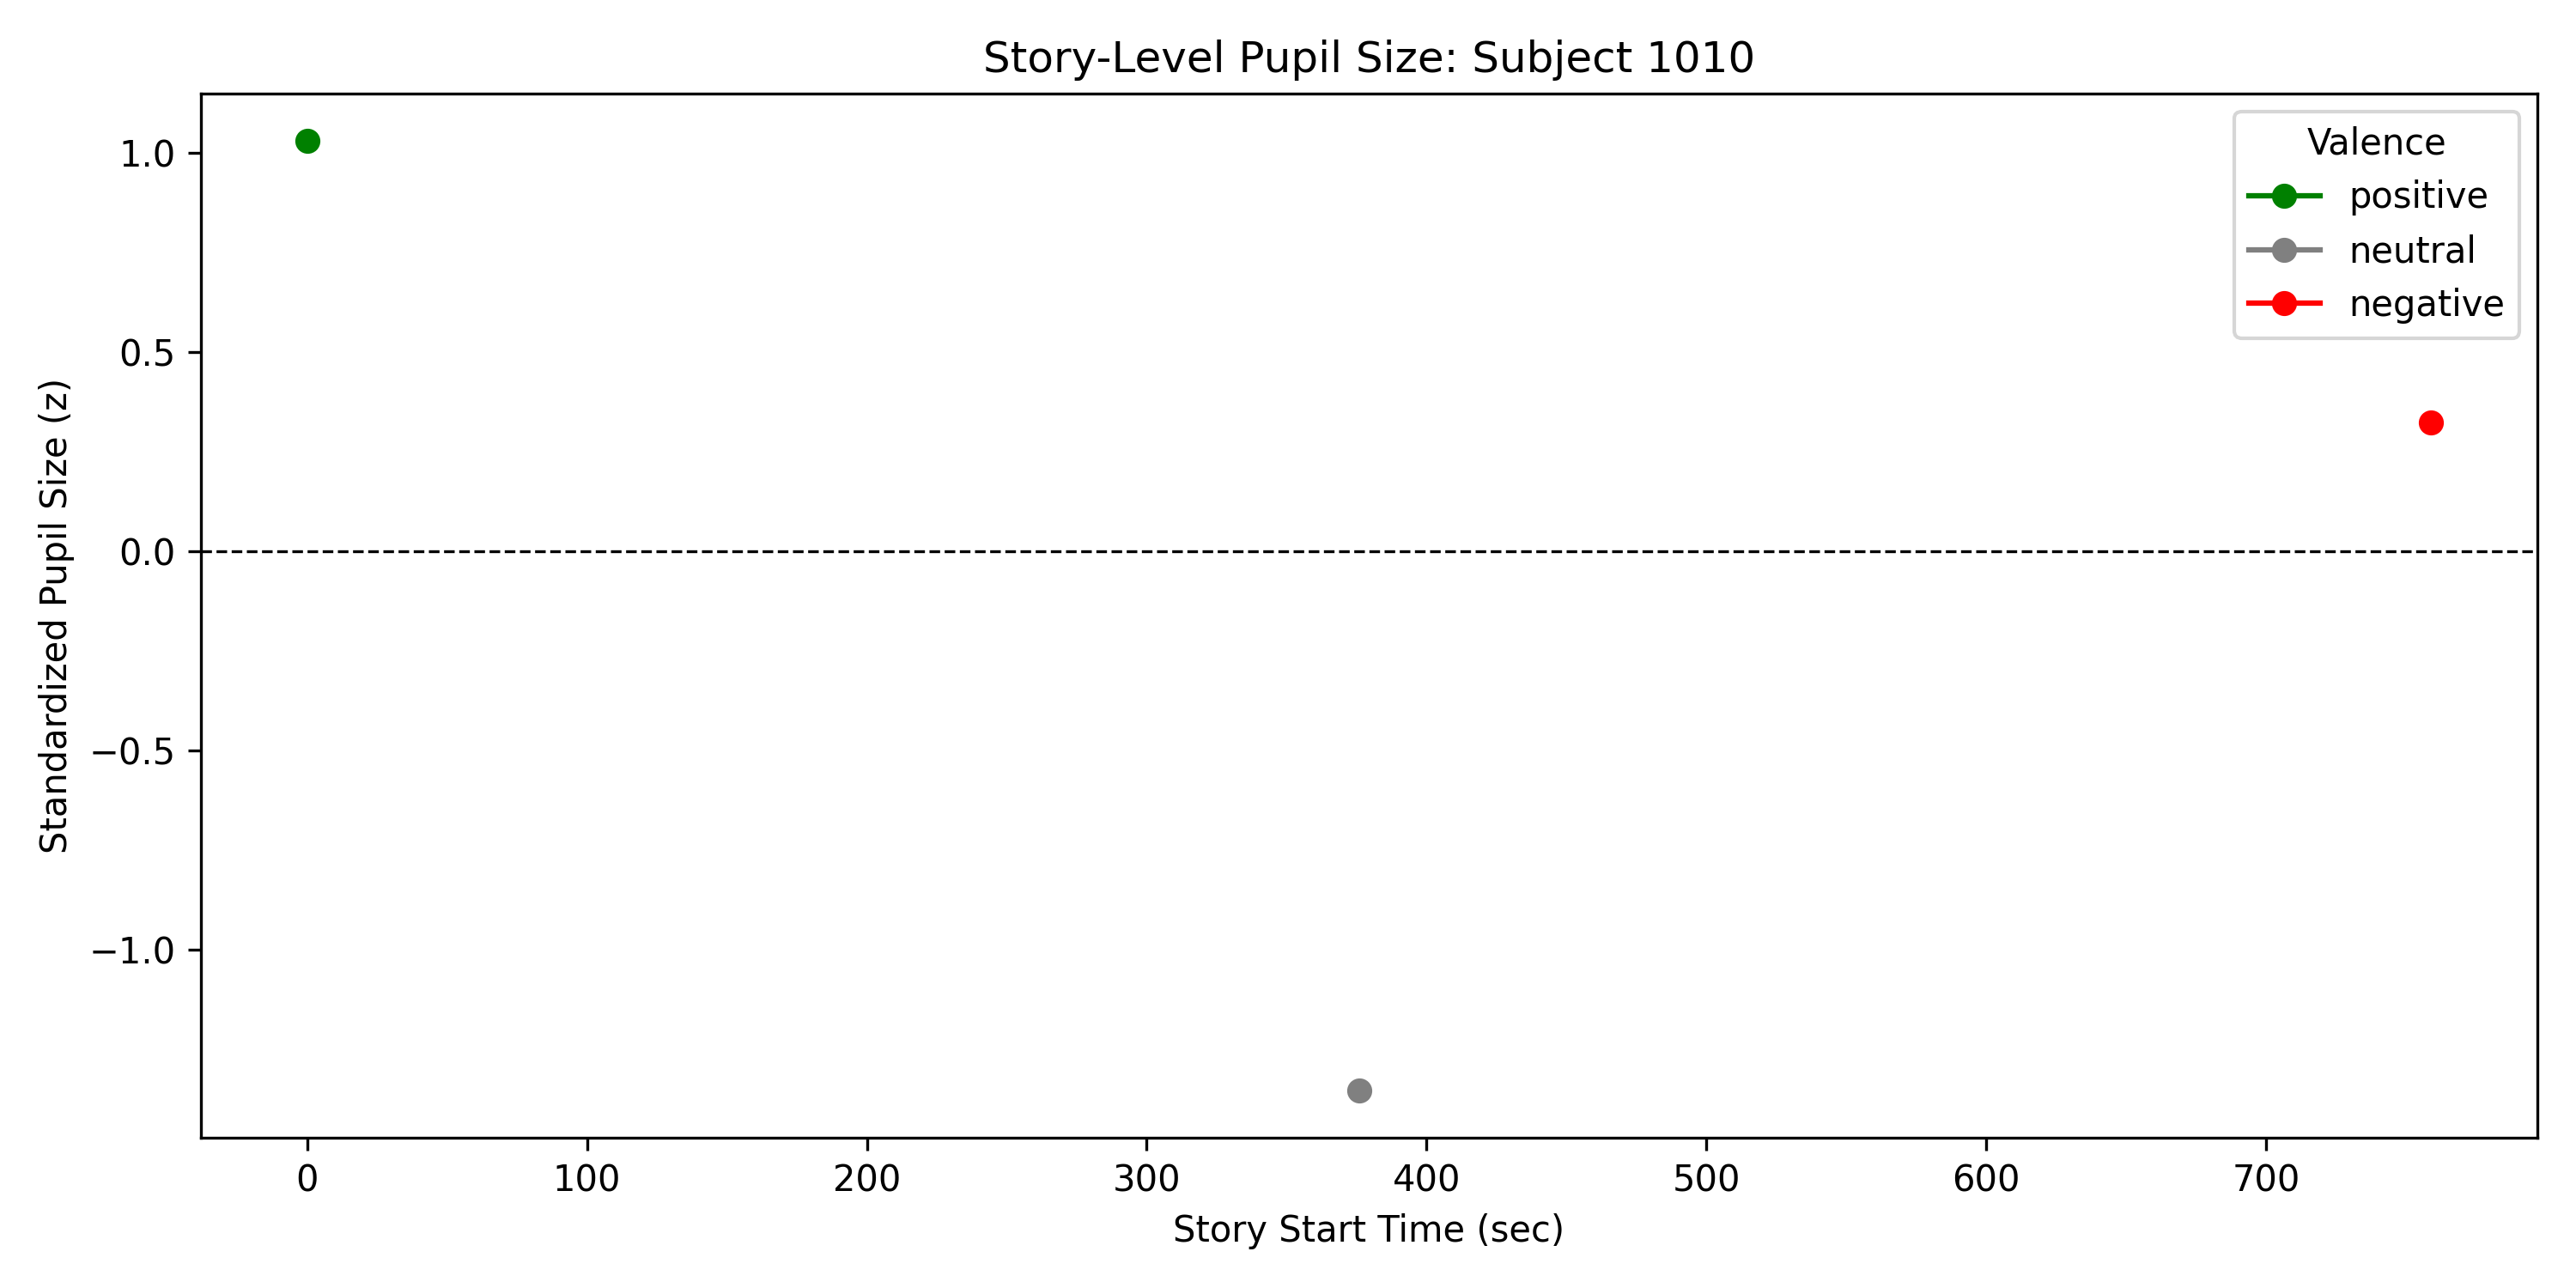 Story-Level Pupil Size: Subject 1010
Valence
positive
neutral
negative
Standardized Pupil Size (z)
1.0
0.5
0.0
−0.5
−1.0
0 100 200 300 400 500 600 700
Story Start Time (sec)